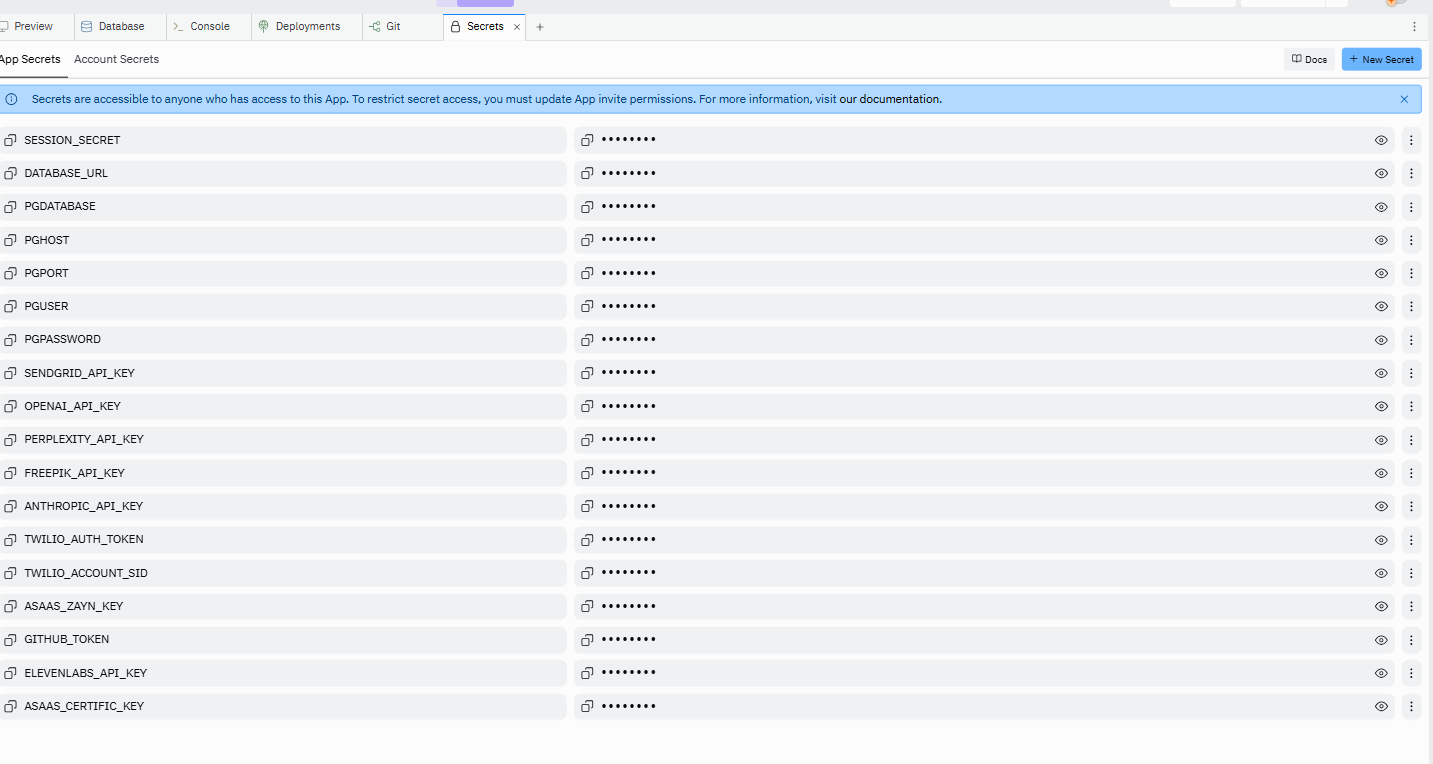 Preview Database Console Deployments Git Secrets
App Secrets Account Secrets Docs New Secret
Secrets are accessible to anyone who has access to this App. To restrict secret access, you must update App invite permissions. For more information, visit our documentation.
SESSION_SECRET ••••••••
DATABASE_URL ••••••••
PGDATABASE ••••••••
PGHOST ••••••••
PGPORT ••••••••
PGUSER ••••••••
PGPASSWORD ••••••••
SENDGRID_API_KEY ••••••••
OPENAI_API_KEY ••••••••
PERPLEXITY_API_KEY ••••••••
FREEPIK_API_KEY ••••••••
ANTHROPIC_API_KEY ••••••••
TWILIO_AUTH_TOKEN ••••••••
TWILIO_ACCOUNT_SID ••••••••
ASAAS_ZAYN_KEY ••••••••
GITHUB_TOKEN ••••••••
ELEVENLABS_API_KEY ••••••••
ASAAS_CERTIFIC_KEY ••••••••